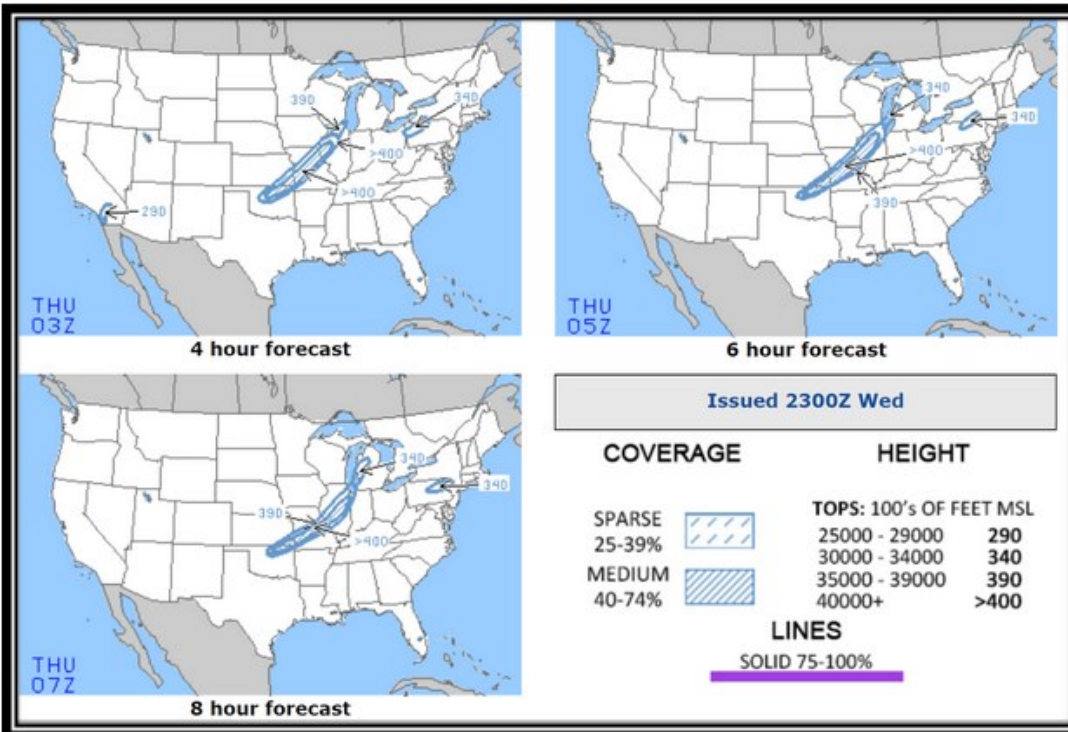 390
340
>400
>400
290
THU
03Z
4 hour forecast
340
340
>400
390
THU
05Z
6 hour forecast
340
340
390
>400
THU
07Z
8 hour forecast
Issued 2300Z Wed
COVERAGE
SPARSE
25-39%
MEDIUM
40-74%
HEIGHT
TOPS: 100's OF FEET MSL
25000 - 29000 290
30000 - 34000 340
35000 - 39000 390
40000+ >400
LINES
SOLID 75-100%